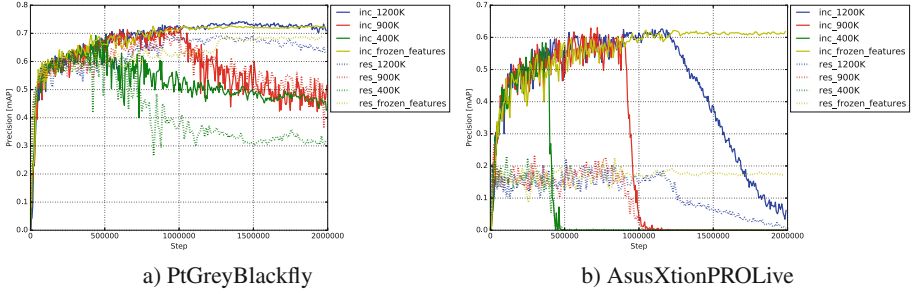 0.8
0.7
0.6
0.5
0.4
0.3
0.2
0.1
0.0
Precision [mAP]
0
500000
1000000
1500000
2000000
Step
inc_1200K
inc_900K
inc_400K
inc_frozen_features
res_1200K
res_900K
res_400K
res_frozen_features
a) PtGreyBlackfly
0.7
0.6
0.5
0.4
0.3
0.2
0.1
0.0
Precision [mAP]
0
500000
1000000
1500000
2000000
Step
inc_1200K
inc_900K
inc_400K
inc_frozen_features
res_1200K
res_900K
res_400K
res_frozen_features
b) AsusXtionPROLive